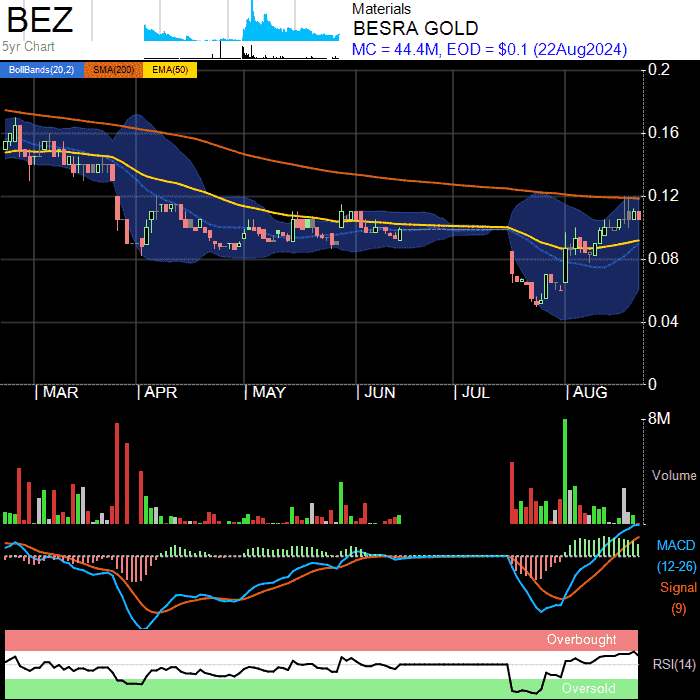 BEZ
5yr Chart
Materials
BESRA GOLD
MC = 44.4M, EOD = $0.1 (22Aug2024)
BollBands(20,2) SMA(200) EMA(50)
0.2
0.16
0.12
0.08
0.04
0
MAR APR MAY JUN JUL AUG
8M
Volume
MACD
(12-26)
Signal
(9)
Overbought
RSI(14)
Oversold